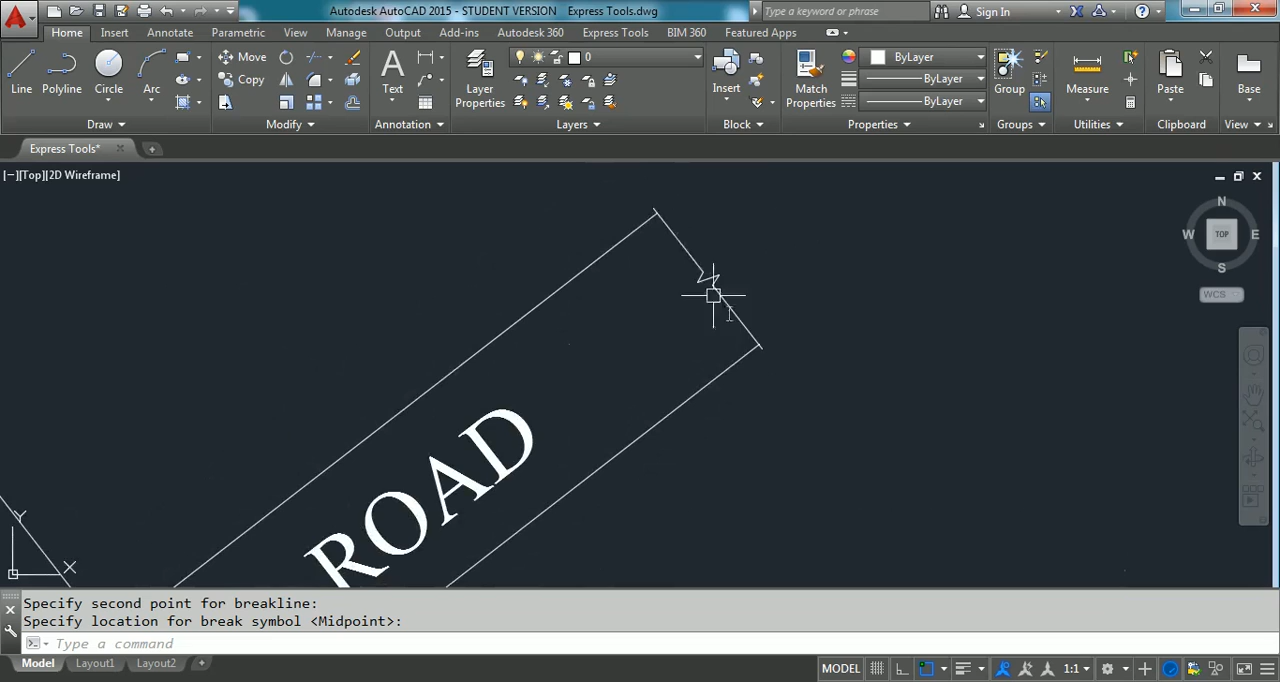 Autodesk AutoCAD 2015 - STUDENT VERSION Express Tools.dwg
Type a keyword or phrase
Sign In
Home Insert Annotate Parametric View Manage Output Add-ins Autodesk 360 Express Tools BIM 360 Featured Apps
Line
Polyline
Circle
Arc
Draw
Move
Copy
Modify
Text
Annotation
Layer
Properties
0
Layers
Insert
Block
Match
Properties
ByLayer
ByLayer
ByLayer
Properties
Group
Groups
Measure
Utilities
Paste
Clipboard
Base
View
Express Tools*
[−][Top][2D Wireframe]
N
W
TOP
E
S
WCS
ROAD
Y
X
Specify second point for breakline:
Specify location for break symbol <Midpoint>:
Type a command
Model Layout1 Layout2
MODEL
1:1